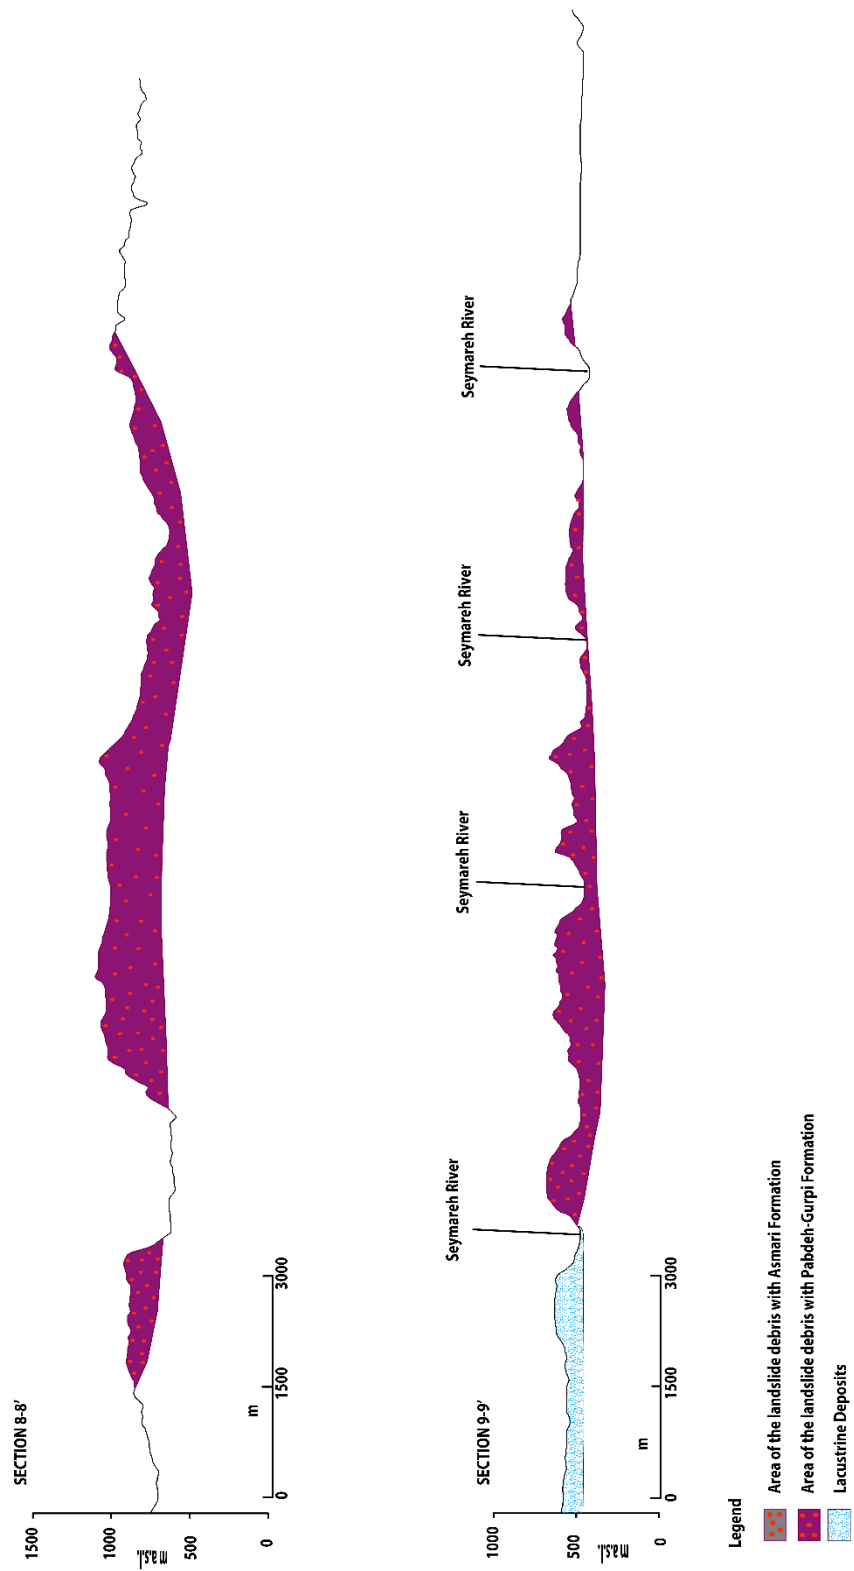 SECTION 8-8'
1500
1000
500
0
m a.s.l.
m
0
1500
3000
SECTION 9-9'
Seymareh River
Seymareh River
Seymareh River
Seymareh River
1000
500
0
m a.s.l.
m
0
1500
3000
Legend
Area of the landslide debris with Asmari Formation
Area of the landslide debris with Pabdeh-Gurpi Formation
Lacustrine Deposits